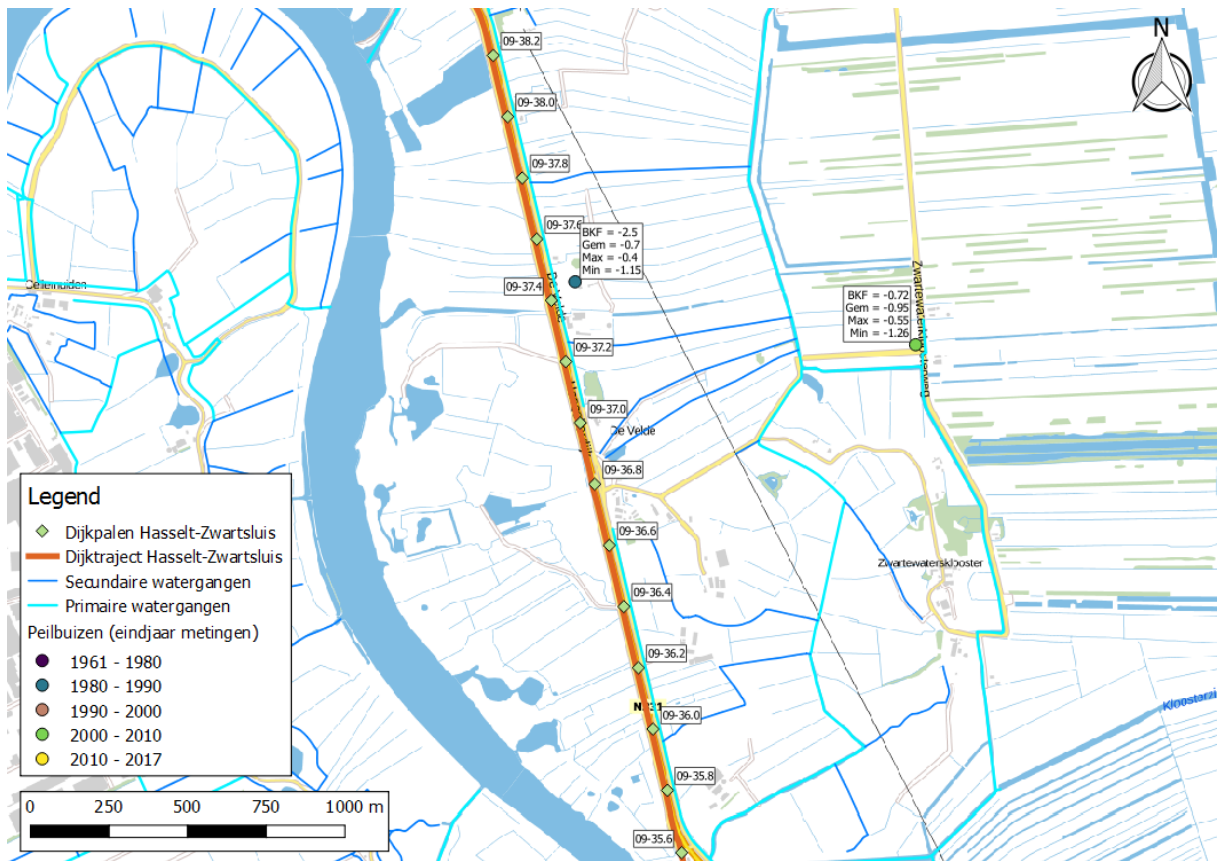 N
09-38.2
09-38.0
09-37.8
09-37.6
BKF = -2.5
Gem = -0.7
Max = -0.4
Min = -1.15
09-37.4
De Velde
BKF = -0.72
Gem = -0.95
Max = -0.55
Min = -1.26
09-37.2
09-37.0
De Velde
09-36.8
09-36.6
Zwartewatersklooster
09-36.4
09-36.2
09-36.0
09-35.8
09-35.6
Legend
Dijkpalen Hasselt-Zwartsluis
Dijktraject Hasselt-Zwartsluis
Secundaire watergangen
Primaire watergangen
Peilbuizen (eindjaar metingen)
1961 - 1980
1980 - 1990
1990 - 2000
2000 - 2010
2010 - 2017
0 250 500 750 1000 m